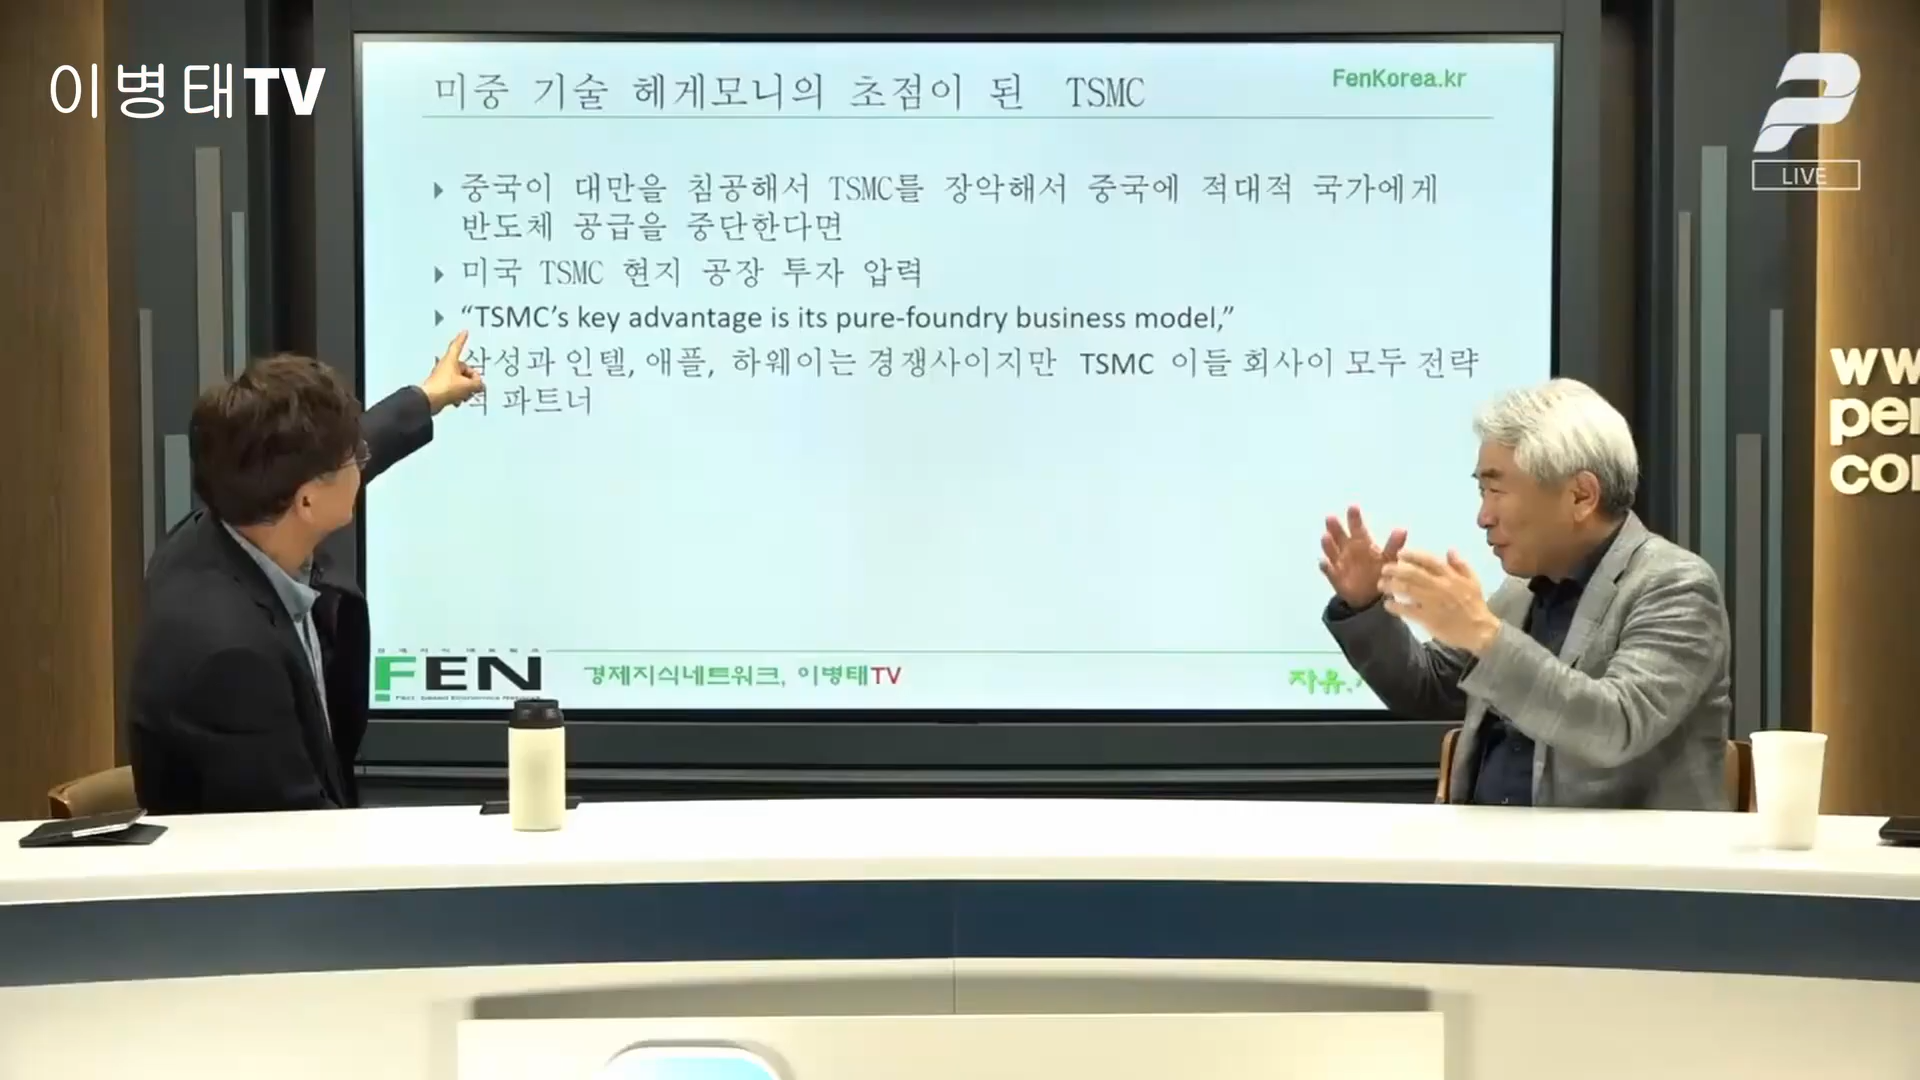 이병태TV
미중 기술 헤게모니의 초점이 된 TSMC
FenKorea.kr
LIVE
중국이 대만을 침공해서 TSMC를 장악해서 중국에 적대적 국가에게
반도체 공급을 중단한다면
미국 TSMC 현지 공장 투자 압력
“TSMC’s key advantage is its pure-foundry business model,”
삼성과 인텔, 애플, 하웨이는 경쟁사이지만 TSMC 이들 회사이 모두 전략
적 파트너
FEN
경제지식네트워크, 이병태TV
자유.